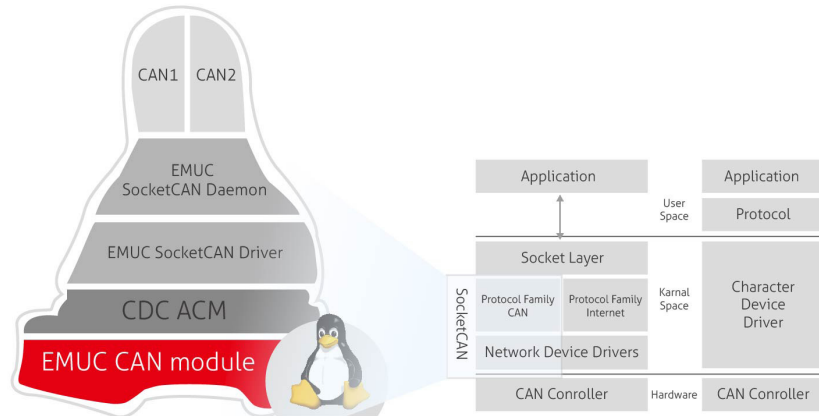 CAN1
CAN2
EMUC
SocketCAN Daemon
EMUC SocketCAN Driver
CDC ACM
EMUC CAN module
Application
User
Space
Application
Protocol
SocketCAN
Socket Layer
Protocol Family
CAN
Protocol Family
Internet
Network Device Drivers
Karnal
Space
Character
Device
Driver
CAN Conroller
Hardware
CAN Conroller